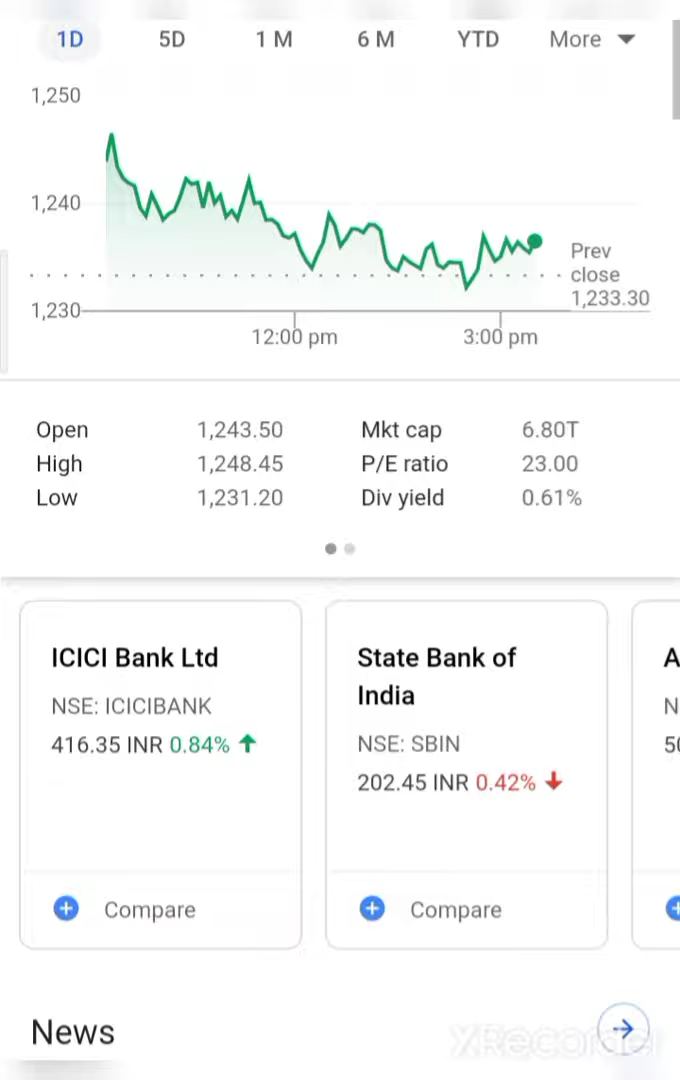 1D 5D 1 M 6 M YTD More
1,250
1,240
Prev
close
1,233.30
1,230
12:00 pm 3:00 pm
Open 1,243.50 Mkt cap 6.80T
High 1,248.45 P/E ratio 23.00
Low 1,231.20 Div yield 0.61%
ICICI Bank Ltd
NSE: ICICIBANK
416.35 INR 0.84%
Compare
State Bank of
India
NSE: SBIN
202.45 INR 0.42%
Compare
A
N
50
News
XRecorder